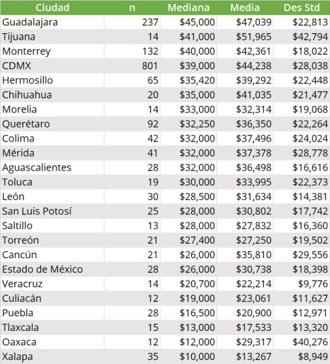 Ciudad n Mediana Media Des Std
Guadalajara 237 $45,000 $47,039 $22,813
Tijuana 14 $41,000 $51,965 $42,794
Monterrey 132 $40,000 $42,361 $18,022
CDMX 801 $39,000 $44,238 $28,038
Hermosillo 65 $35,420 $39,292 $22,448
Chihuahua 20 $35,000 $41,035 $21,477
Morelia 14 $33,000 $32,314 $19,068
Querétaro 92 $32,250 $36,350 $22,264
Colima 42 $32,000 $37,496 $24,024
Mérida 41 $32,000 $37,378 $28,778
Aguascalientes 28 $32,000 $36,498 $16,616
Toluca 19 $30,000 $33,995 $22,373
León 30 $28,500 $31,634 $14,381
San Luis Potosí 25 $28,000 $30,802 $17,742
Saltillo 13 $28,000 $27,832 $16,360
Torreón 21 $27,400 $27,250 $19,502
Cancún 21 $26,000 $35,810 $29,556
Estado de México 28 $26,000 $30,738 $18,398
Veracruz 14 $20,700 $22,214 $9,776
Culiacán 12 $19,000 $23,061 $11,627
Puebla 28 $16,500 $20,900 $12,971
Tlaxcala 15 $13,000 $17,533 $13,320
Oaxaca 12 $12,000 $29,317 $40,276
Xalapa 35 $10,000 $13,267 $8,949